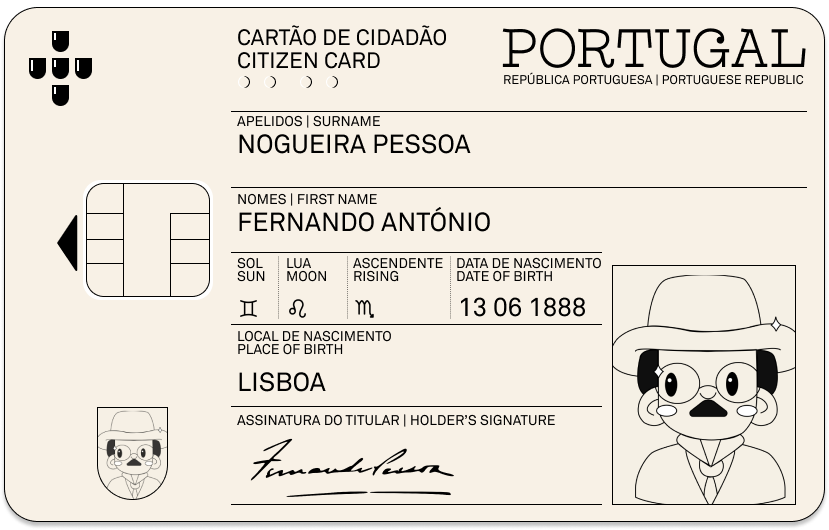 CARTÃO DE CIDADÃO
CITIZEN CARD
PORTUGAL
REPÚBLICA PORTUGUESA | PORTUGUESE REPUBLIC
APELIDOS | SURNAME
NOGUEIRA PESSOA
NOMES | FIRST NAME
FERNANDO ANTÓNIO
SOL
SUN
♊︎
LUA
MOON
♌︎
ASCENDENTE
RISING
♏︎
DATA DE NASCIMENTO
DATE OF BIRTH
13 06 1888
LOCAL DE NASCIMENTO
PLACE OF BIRTH
LISBOA
ASSINATURA DO TITULAR | HOLDER'S SIGNATURE
Fernando Pessoa